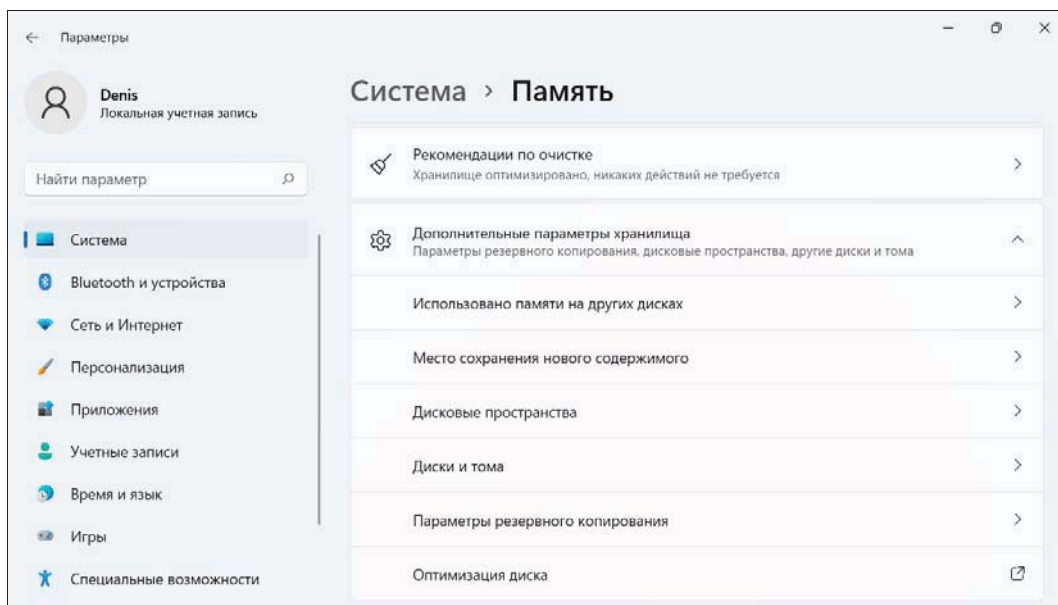 Параметры
Denis
Локальная учетная запись
Найти параметр
Система
Bluetooth и устройства
Сеть и Интернет
Персонализация
Приложения
Учетные записи
Время и язык
Игры
Специальные возможности
Система > Память
Рекомендации по очистке
Хранилище оптимизировано, никаких действий не требуется
Дополнительные параметры хранилища
Параметры резервного копирования, дисковые пространства, другие диски и тома
Использовано памяти на других дисках
Место сохранения нового содержимого
Дисковые пространства
Диски и тома
Параметры резервного копирования
Оптимизация диска